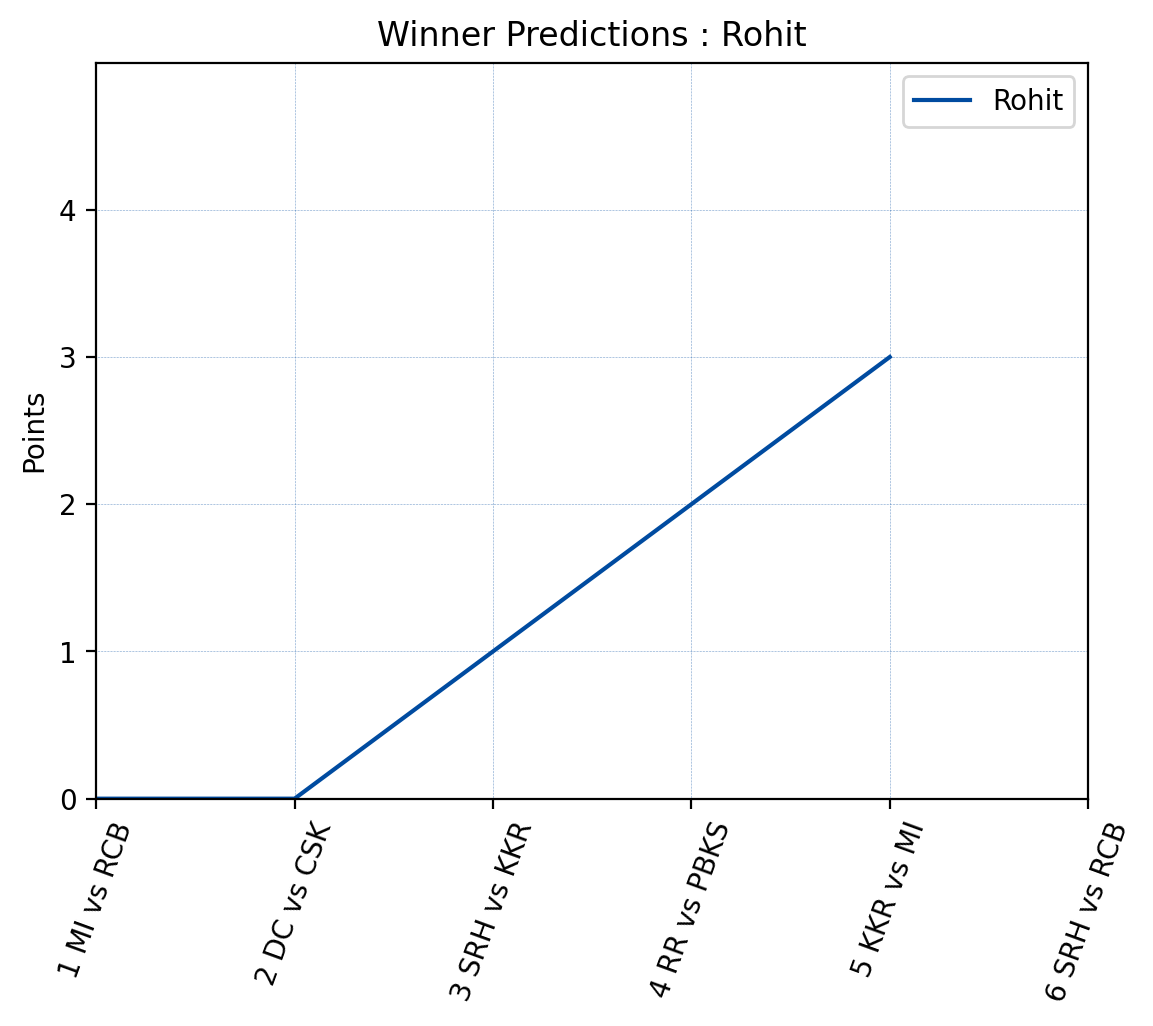 Winner Predictions : Rohit
Rohit
Points
4
3
2
1
0
1 MI vs RCB
2 DC vs CSK
3 SRH vs KKR
4 RR vs PBKS
5 KKR vs MI
6 SRH vs RCB